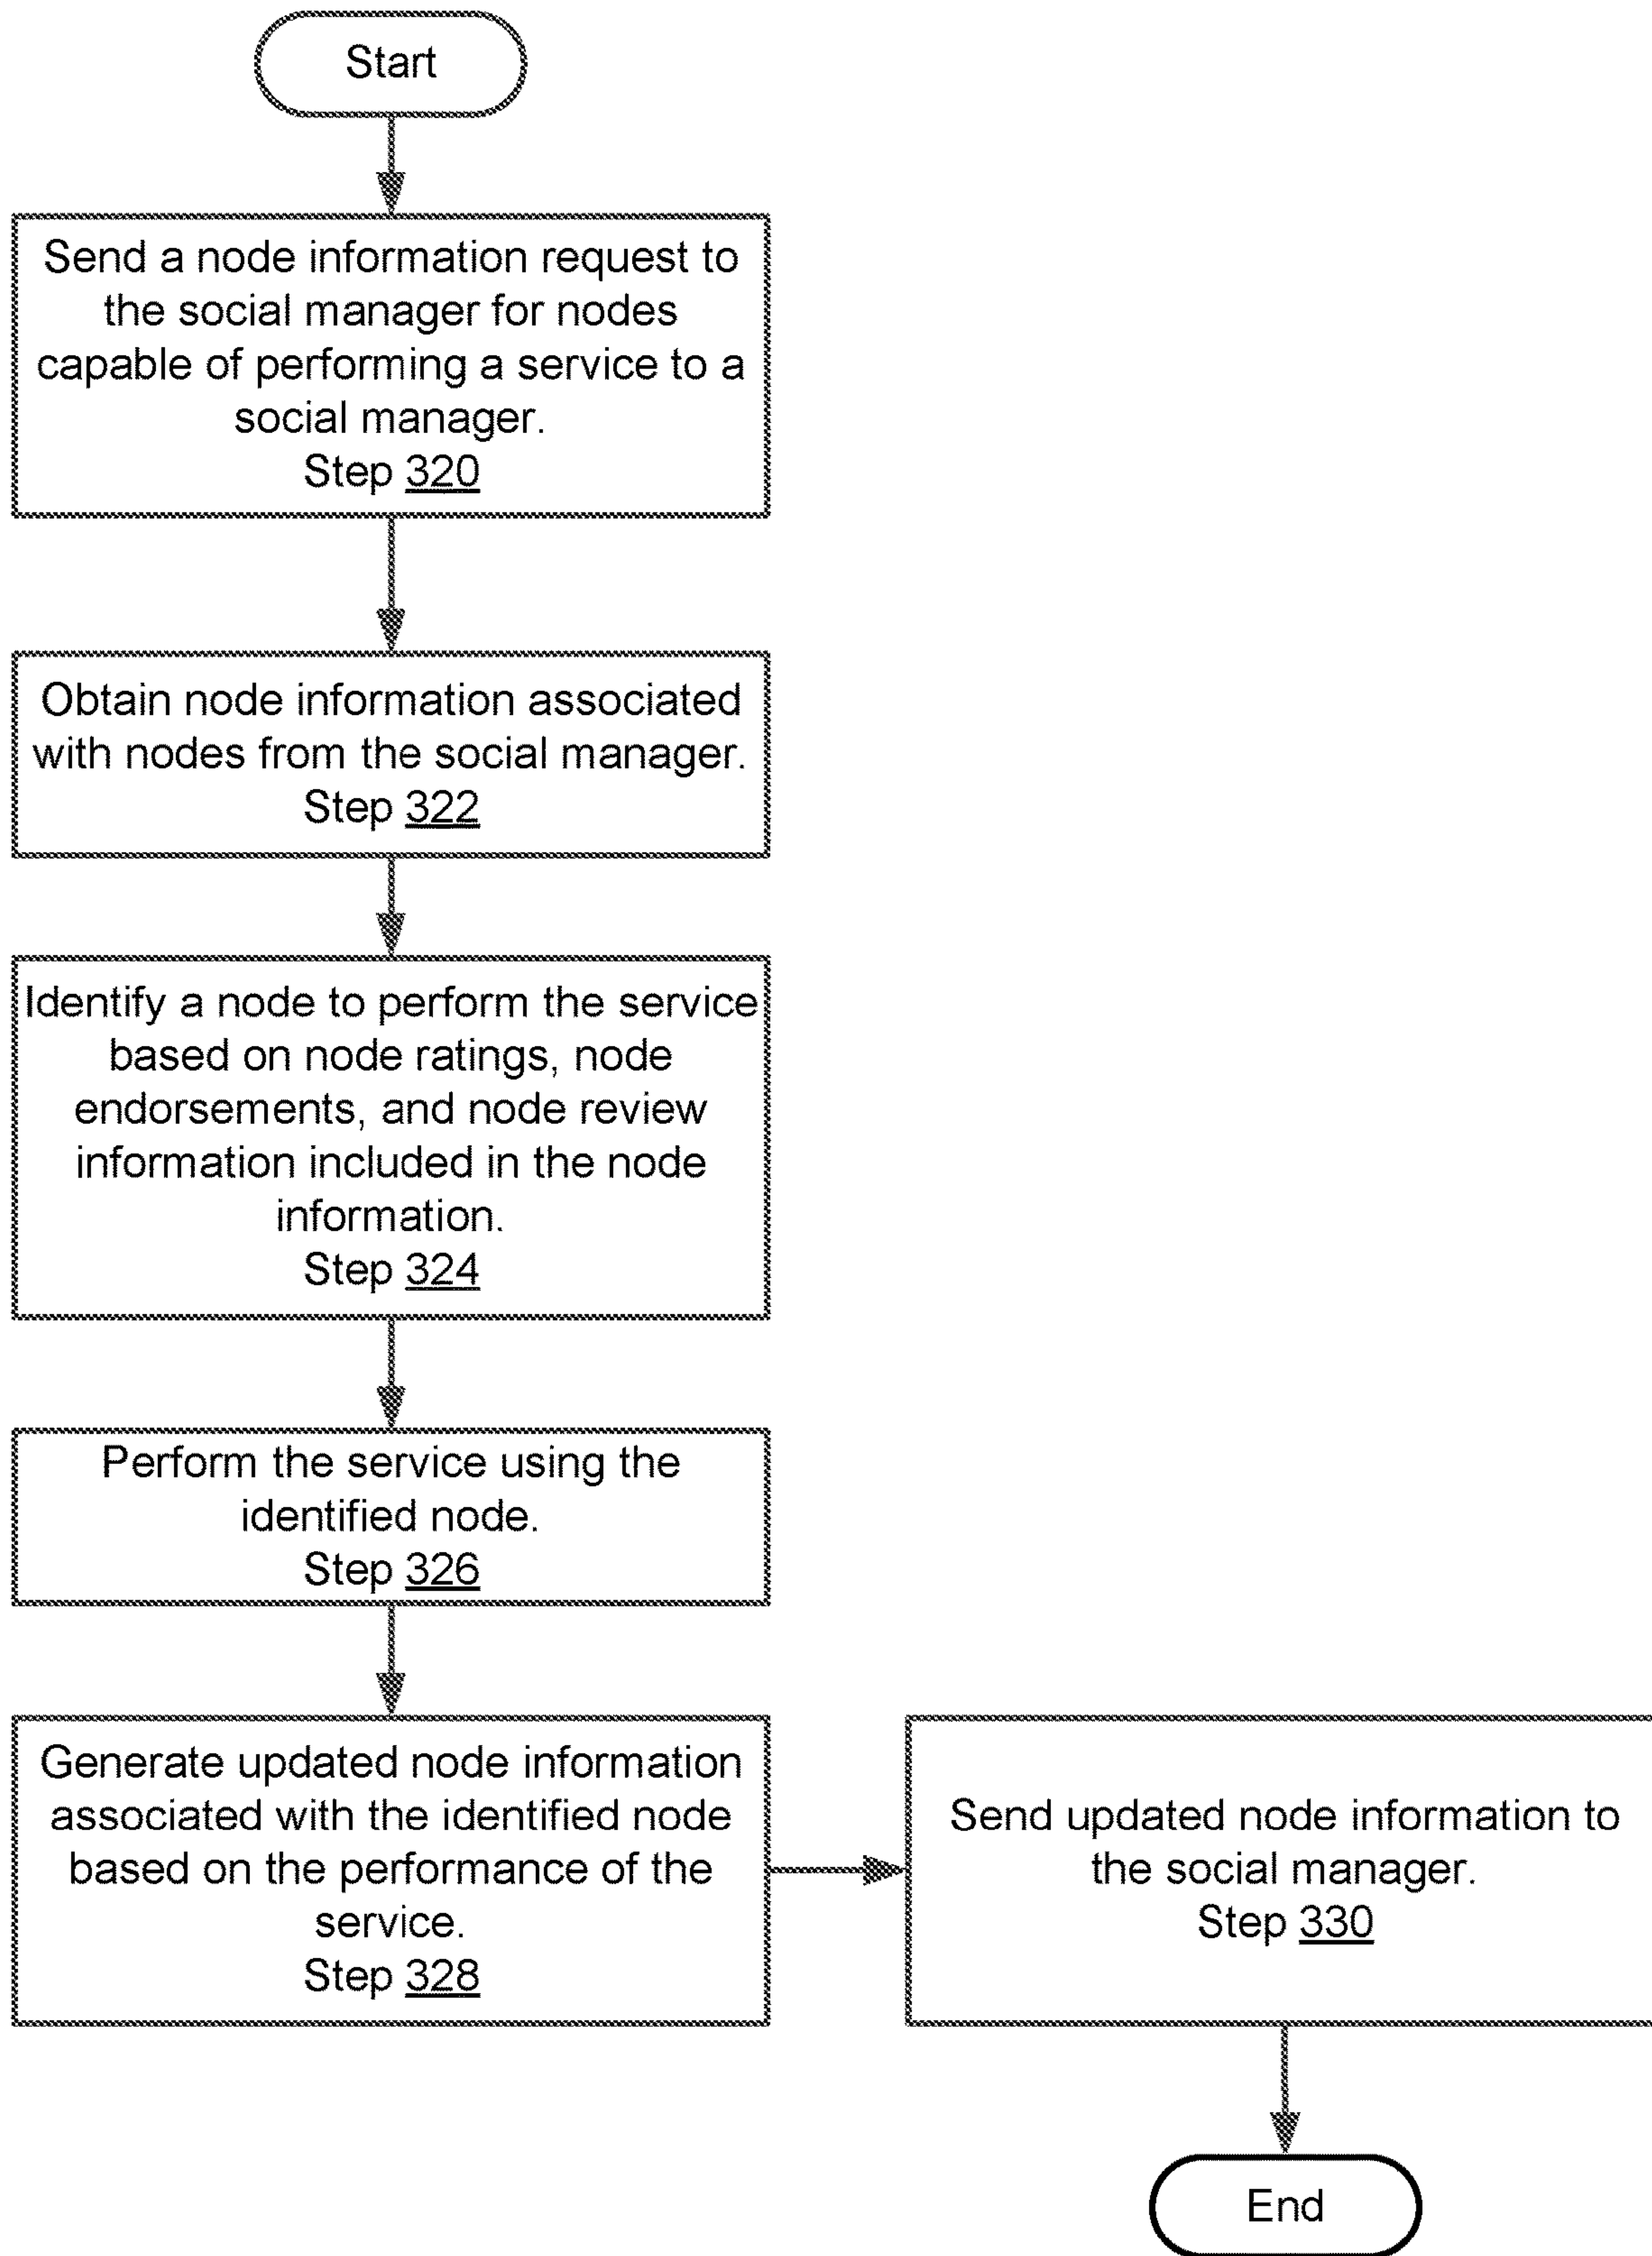 Start
Send a node information request to
the social manager for nodes
capable of performing a service to a
social manager.
Step 320
Obtain node information associated
with nodes from the social manager.
Step 322
Identify a node to perform the service
based on node ratings, node
endorsements, and node review
information included in the node
information.
Step 324
Perform the service using the
identified node.
Step 326
Generate updated node information
associated with the identified node
based on the performance of the
service.
Step 328
Send updated node information to
the social manager.
Step 330
End